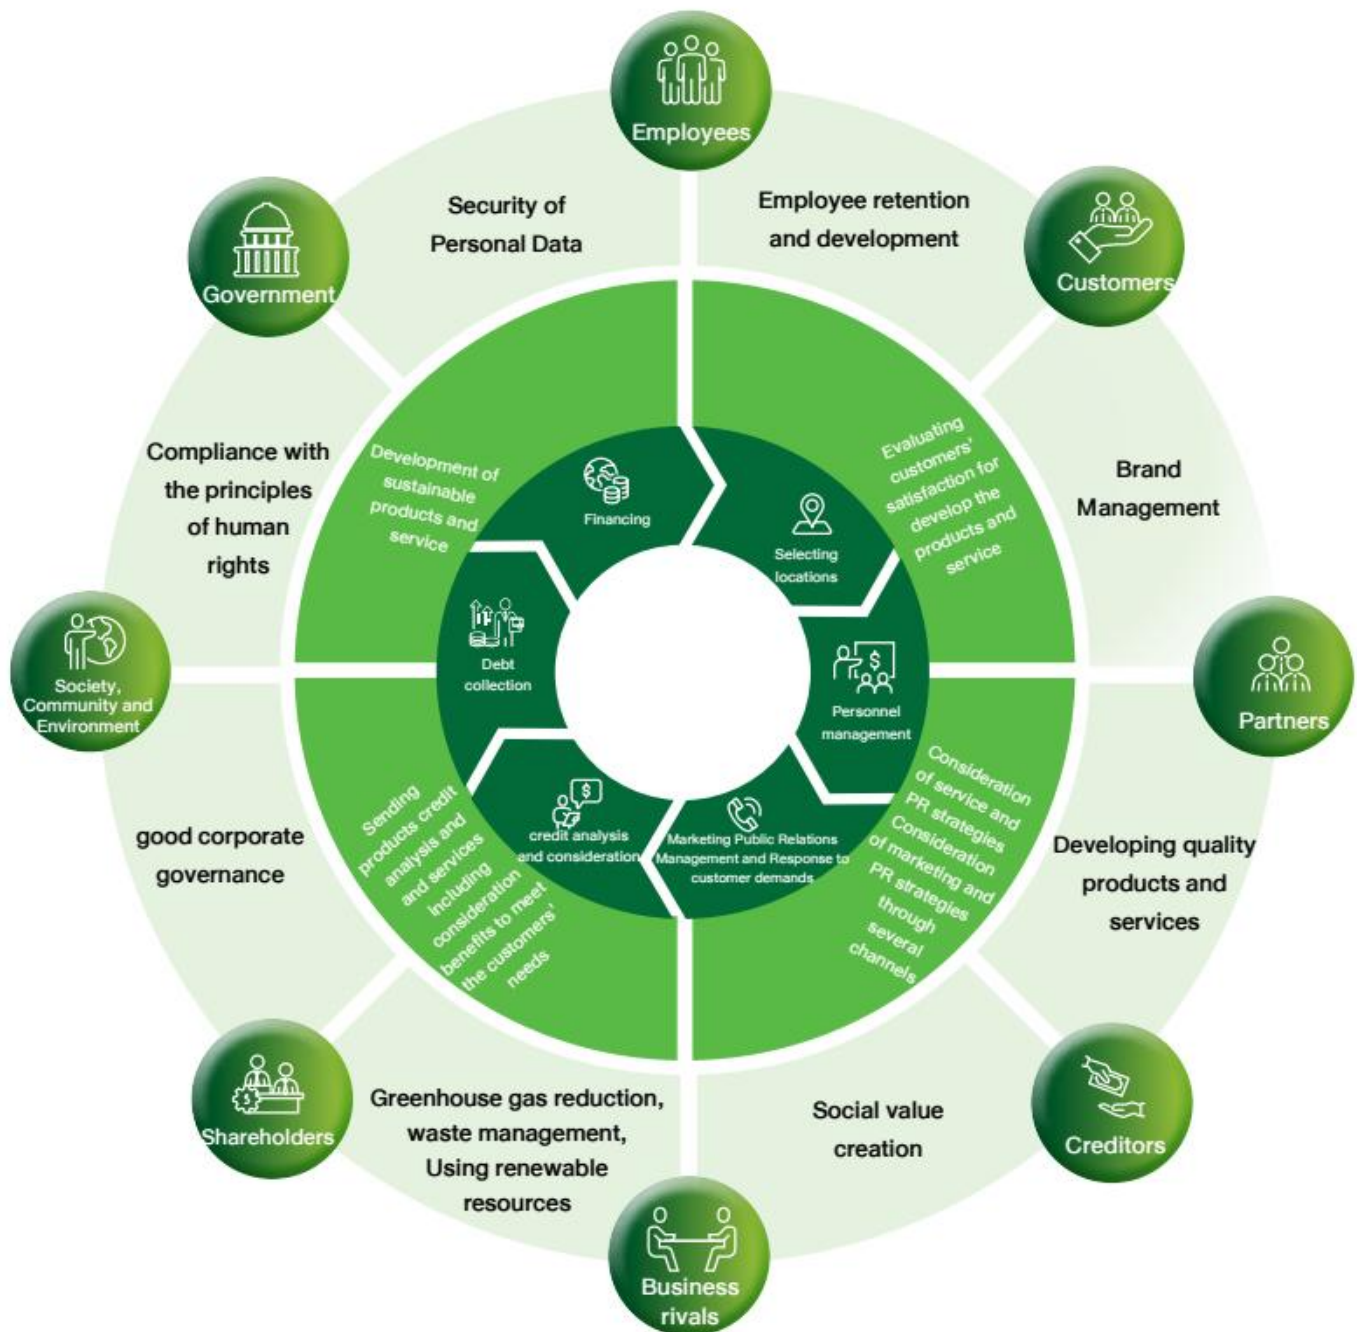 Employees
Security of
Personal Data
Employee retention
and development
Government
Customers
Compliance with
the principles
of human
rights
Brand
Management
Development of
sustainable
products and
service
Evaluating
customers'
satisfaction for
develop the
products and
service
Financing
Selecting
locations
Debt
collection
Personnel
management
credit analysis
and consideration
Marketing Public Relations
Management and Response to
customer demands
Society,
Community and
Environment
Partners
Sending
products credit
analysis and
and services
including
consideration
benefits to meet
the customers'
needs
Consideration
of service and
PR strategies
Consideration
of marketing and
PR strategies
through
several
channels
good corporate
governance
Developing quality
products and
services
Shareholders
Greenhouse gas reduction,
waste management,
Using renewable
resources
Social value
creation
Creditors
Business
rivals